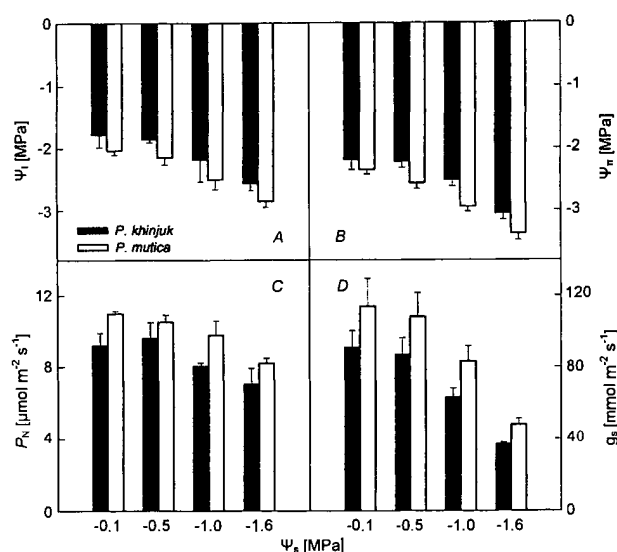 0
-1
-2
-3
Ψl [MPa]
P. khinjuk
P. mutica
A
0
-1
-2
-3
Ψπ [MPa]
B
12
8
4
0
PN [µmol m-2 s-1]
C
120
80
40
0
gs [mmol m-2 s-1]
D
-0.1 -0.5 -1.0 -1.6
-0.1 -0.5 -1.0 -1.6
Ψs [MPa]